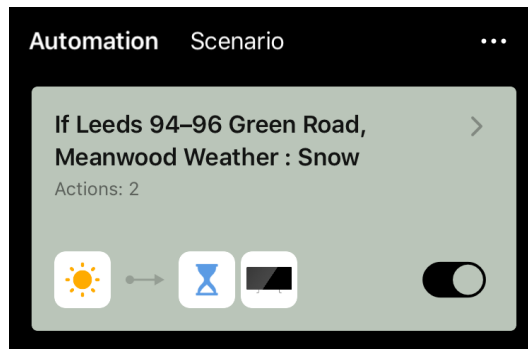 Automation Scenario
If Leeds 94–96 Green Road,
Meanwood Weather : Snow
Actions: 2